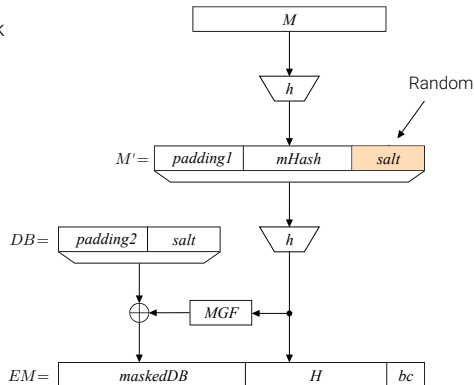 M
k
h
Random
M'= padding1 mHash salt
DB= padding2 salt
h
MGF
EM= maskedDB H bc